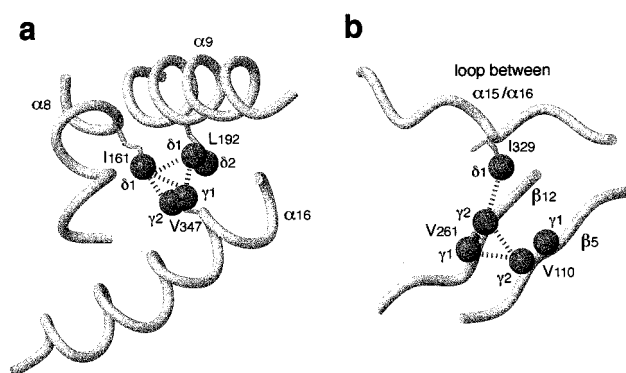 a
α9
α8
L192
δ1
I161
δ2
δ1
γ1
γ2
V347
α16
b
loop between
α15/α16
I329
δ1
β12
γ2
γ1
V261
β5
γ1
γ2
V110